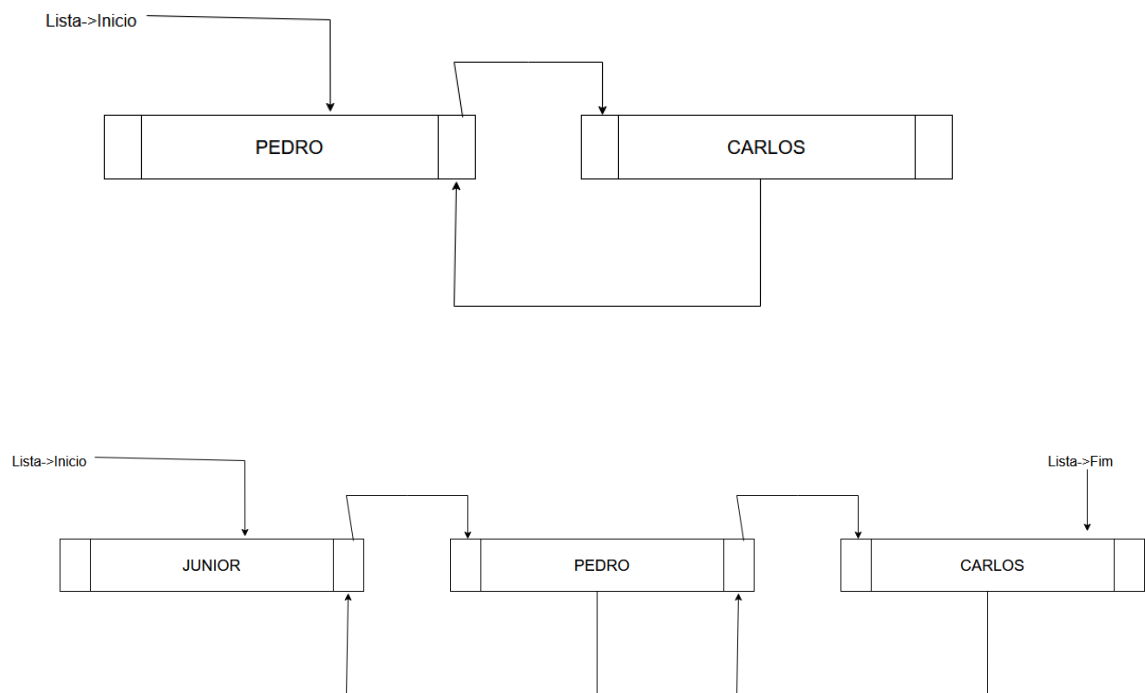 Lista->Inicio
PEDRO
CARLOS
Lista->Inicio
Lista->Fim
JUNIOR
PEDRO
CARLOS